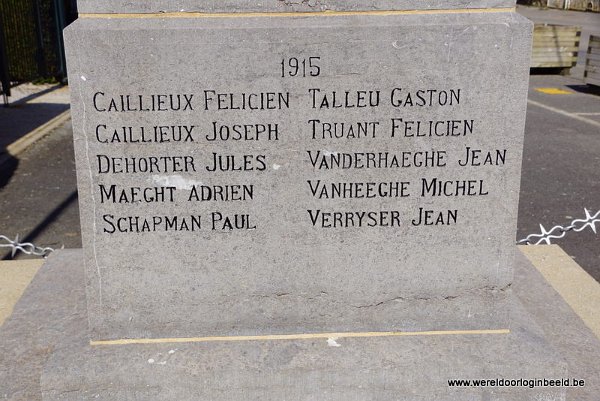 1915
CAILLIEUX FELICIEN
CAILLIEUX JOSEPH
DEHORTER JULES
MAEGHT ADRIEN
SCHAPMAN PAUL
TALLEU GASTON
TRUANT FELICIEN
VANDERHAEGHE JEAN
VANHEEGHE MICHEL
VERRYSER JEAN
www.wereldoorloginbeeld.be